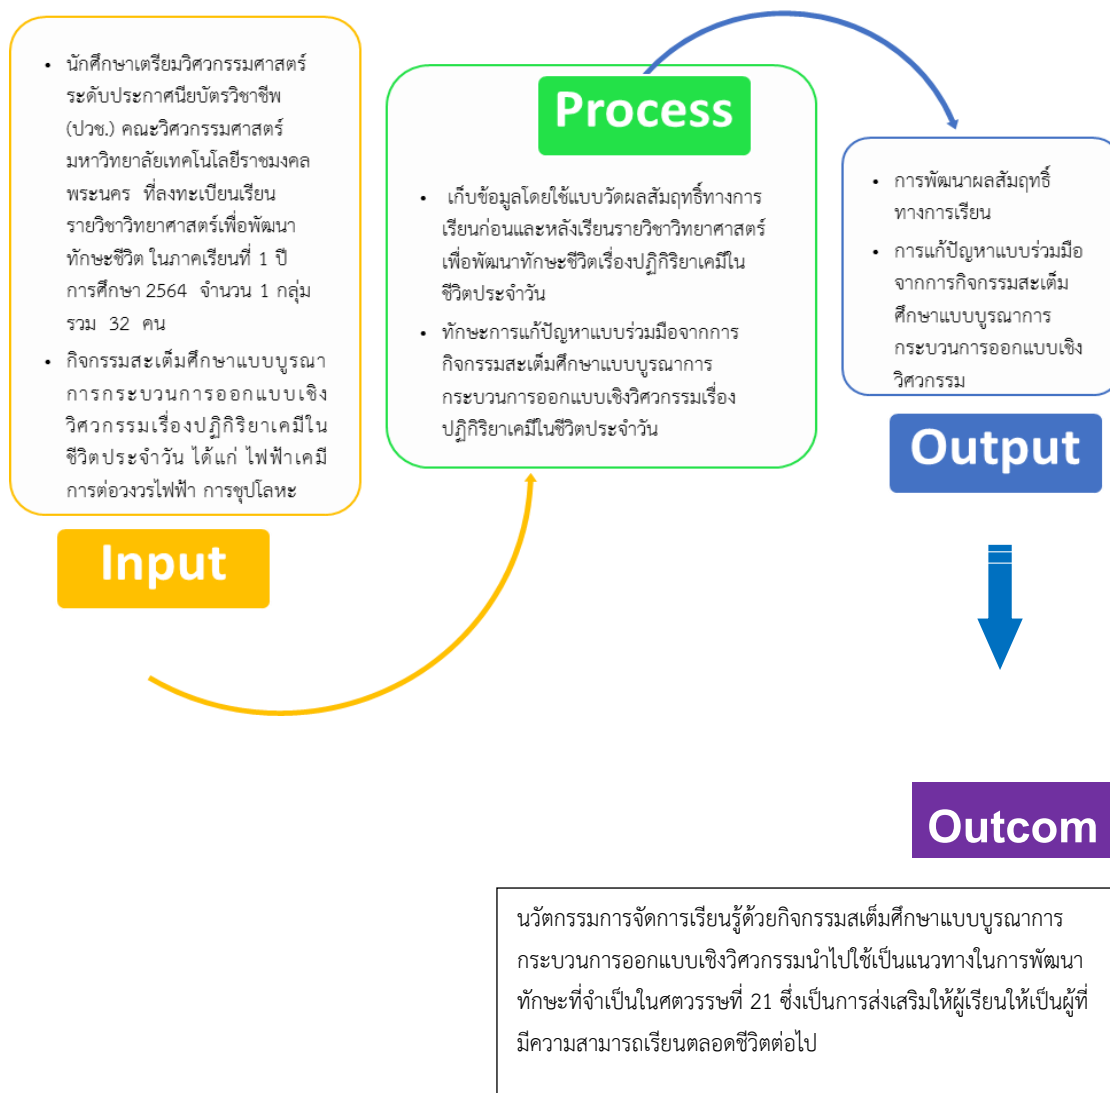 นักศึกษาเตรียมวิศวกรรมศาสตร์
ระดับประกาศนียบัตรวิชาชีพ
(ปวช.) คณะวิศวกรรมศาสตร์
มหาวิทยาลัยเทคโนโลยีราชมงคล
พระนคร ที่ลงทะเบียนเรียน
รายวิชาวิทยาศาสตร์เพื่อพัฒนา
ทักษะชีวิต ในภาคเรียนที่ 1 ปี
การศึกษา 2564 จำนวน 1 กลุ่ม
รวม 32 คน
กิจกรรมสะเต็มศึกษาแบบบูรณา
การกระบวนการออกแบบเชิง
วิศวกรรมเรื่องปฏิกิริยาเคมีใน
ชีวิตประจำวัน ได้แก่ ไฟฟ้าเคมี
การต่อวงวรไฟฟ้า การชุปโลหะ
Input
Process
เก็บข้อมูลโดยใช้แบบวัดผลสัมฤทธิ์ทางการ
เรียนก่อนและหลังเรียนรายวิชาวิทยาศาสตร์
เพื่อพัฒนาทักษะชีวิตเรื่องปฏิกิริยาเคมีใน
ชีวิตประจำวัน
ทักษะการแก้ปัญหาแบบร่วมมือจากการ
กิจกรรมสะเต็มศึกษาแบบบูรณาการ
กระบวนการออกแบบเชิงวิศวกรรมเรื่อง
ปฏิกิริยาเคมีในชีวิตประจำวัน
การพัฒนาผลสัมฤทธิ์
ทางการเรียน
การแก้ปัญหาแบบร่วมมือ
จากการกิจกรรมสะเต็ม
ศึกษาแบบบูรณาการ
กระบวนการออกแบบเชิง
วิศวกรรม
Output
Outcom
นวัตกรรมการจัดการเรียนรู้ด้วยกิจกรรมสเต็มศึกษาแบบบูรณาการ
กระบวนการออกแบบเชิงวิศวกรรมนำไปใช้เป็นแนวทางในการพัฒนา
ทักษะที่จำเป็นในศตวรรษที่ 21 ซึ่งเป็นการส่งเสริมให้ผู้เรียนให้เป็นผู้ที่
มีความสามารถเรียนตลอดชีวิตต่อไป